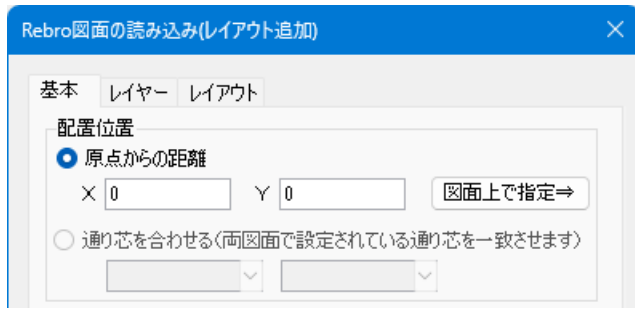 Rebro図面の読み込み(レイアウト追加)
基本 レイヤー レイアウト
配置位置
原点からの距離
X 0 Y 0 図面上で指定⇒
通り芯を合わせる(両図面で設定されている通り芯を一致させます)